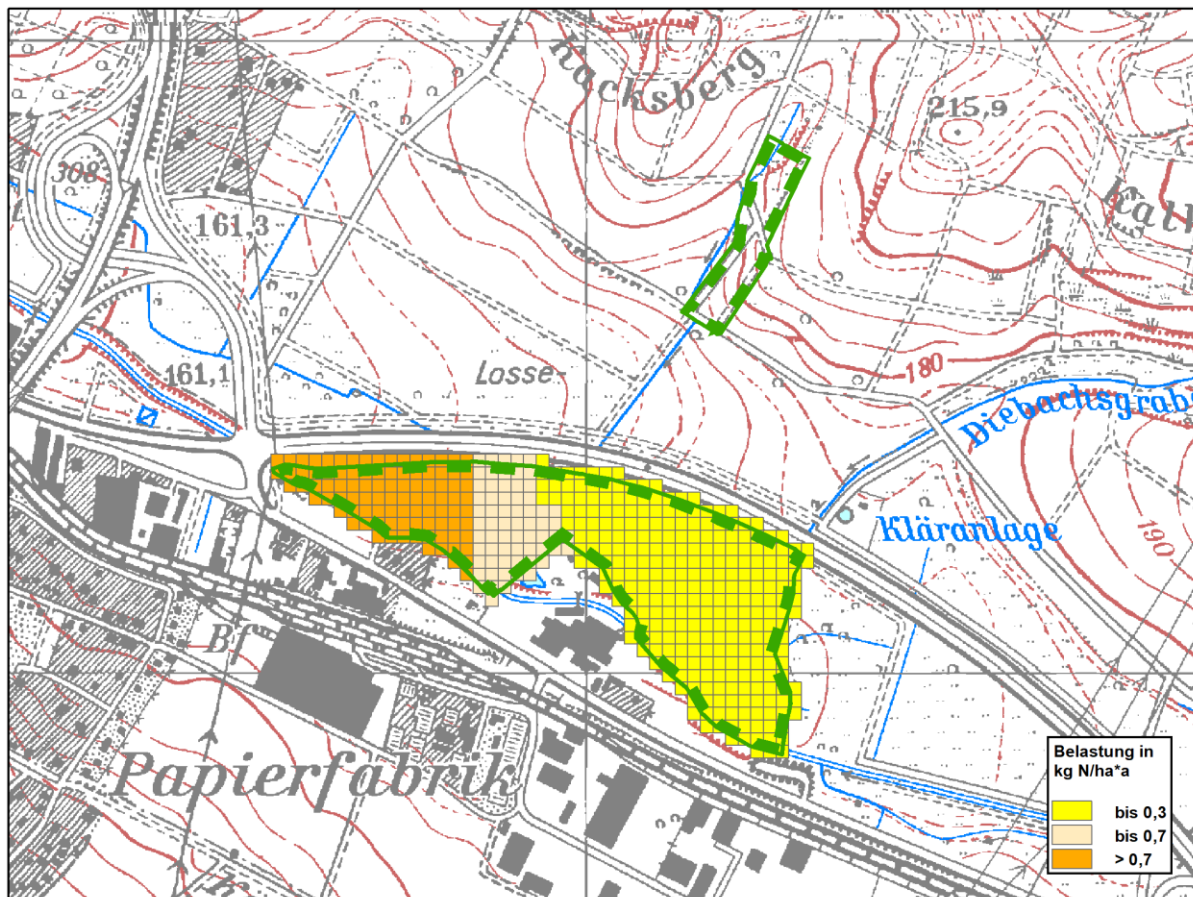 Macksberg
215,9
308
161,3
161,1
Losse-
180
Diebachsgrab
Kläranlage
190
Bf
Papierfabrik
Belastung in
kg N/ha*a
bis 0,3
bis 0,7
> 0,7